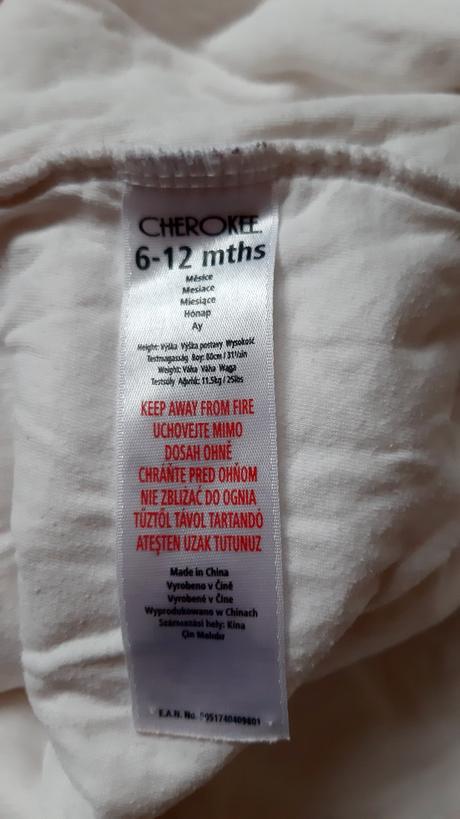 CHEROKEE
6-12 mths
Měsíce
Mesiace
Miesiące
Hónap
Ay
Height: Výška Výška postavy Wysokość
Testmagasság Boy: 80cm / 31½in
Weight: Váha Váha Waga
Testsúly Ağırlık: 11.5kg / 25lbs
KEEP AWAY FROM FIRE
UCHOVEJTE MIMO
DOSAH OHNĚ
CHRÁŇTE PRED OHŇOM
NIE ZBLIŻAĆ DO OGNIA
TŰZTŐL TÁVOL TARTANDÓ
ATEŞTEN UZAK TUTUNUZ
Made in China
Vyrobeno v Číně
Vyrobené v Číne
Wyprodukowano w Chinach
Származási hely: Kína
Çin Malıdır
E.A.N. No. 5051740409801